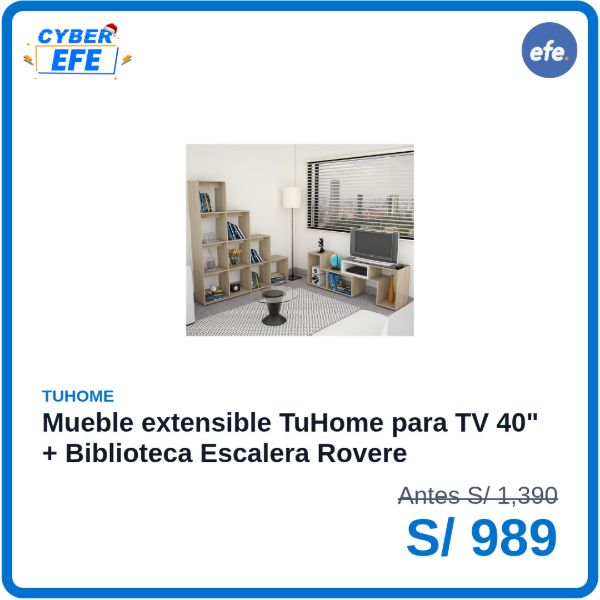 CYBER
EFE
efe.
TUHOME
Mueble extensible TuHome para TV 40"
+ Biblioteca Escalera Rovere
Antes S/ 1,390
S/ 989